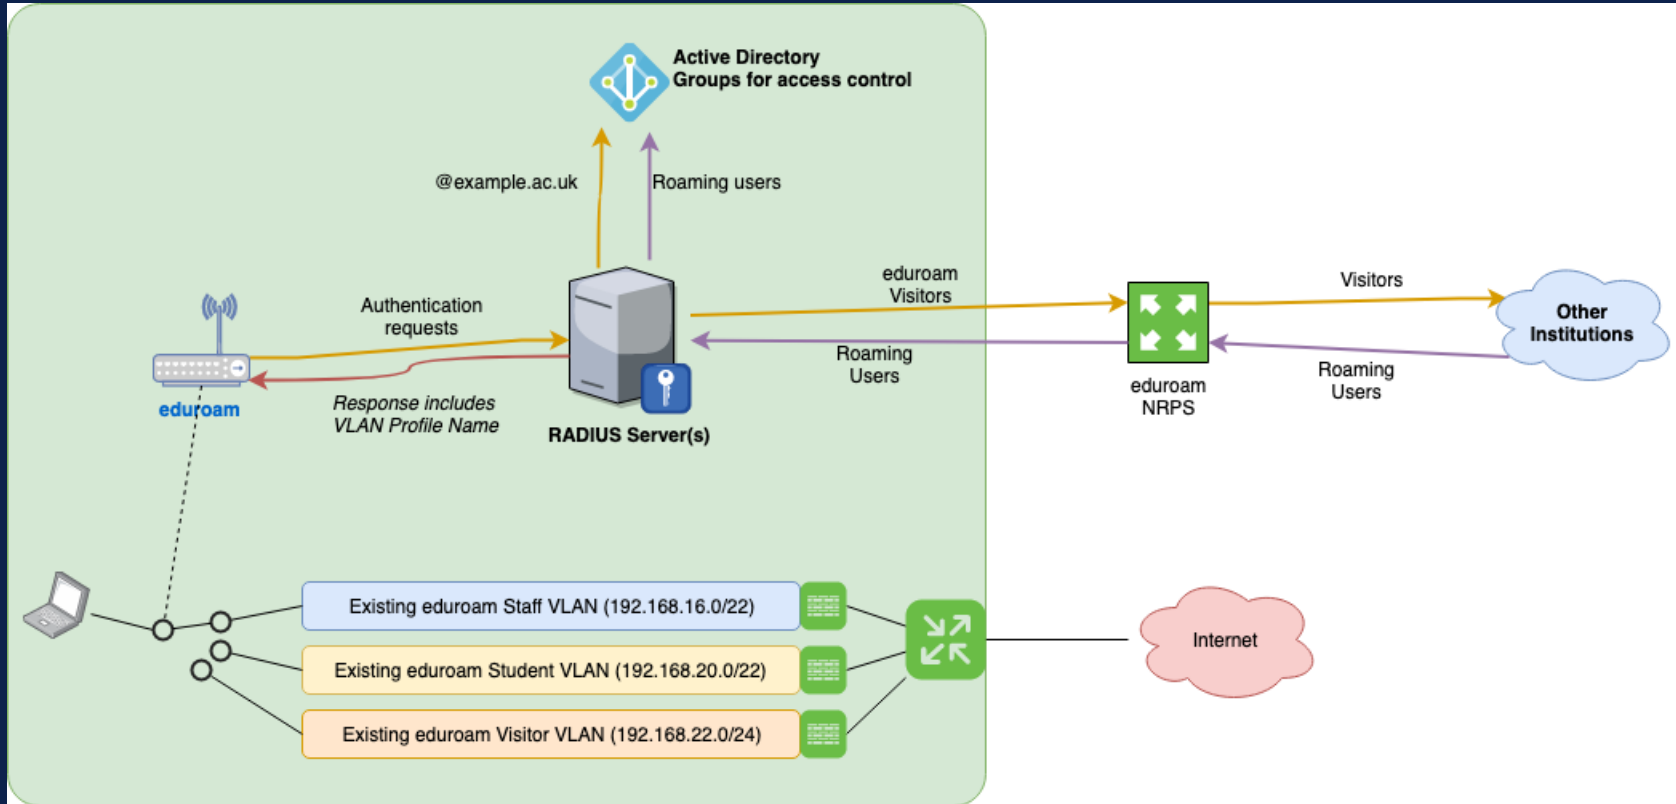 Active Directory
Groups for access control
@example.ac.uk
Roaming users
eduroam
Visitors
Visitors
Other
Institutions
Authentication
requests
Roaming
Users
Roaming
Users
eduroam
NRPS
eduroam
Response includes
VLAN Profile Name
RADIUS Server(s)
Existing eduroam Staff VLAN (192.168.16.0/22)
Existing eduroam Student VLAN (192.168.20.0/22)
Existing eduroam Visitor VLAN (192.168.22.0/24)
Internet